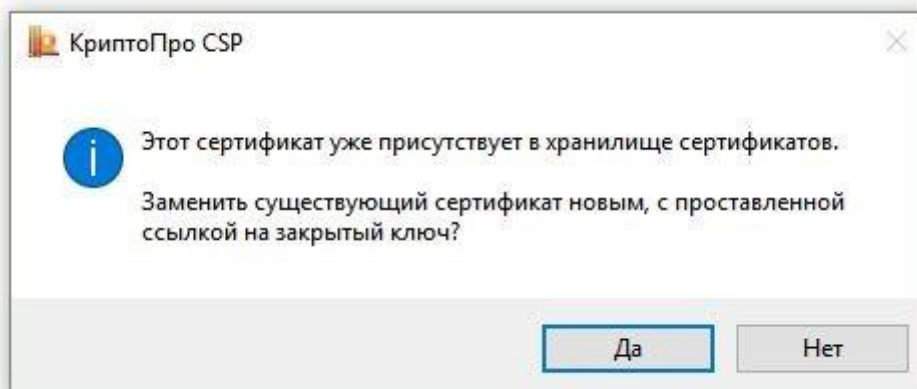 КриптоПро CSP
Этот сертификат уже присутствует в хранилище сертификатов.
Заменить существующий сертификат новым, с проставленной
ссылкой на закрытый ключ?
Да
Нет